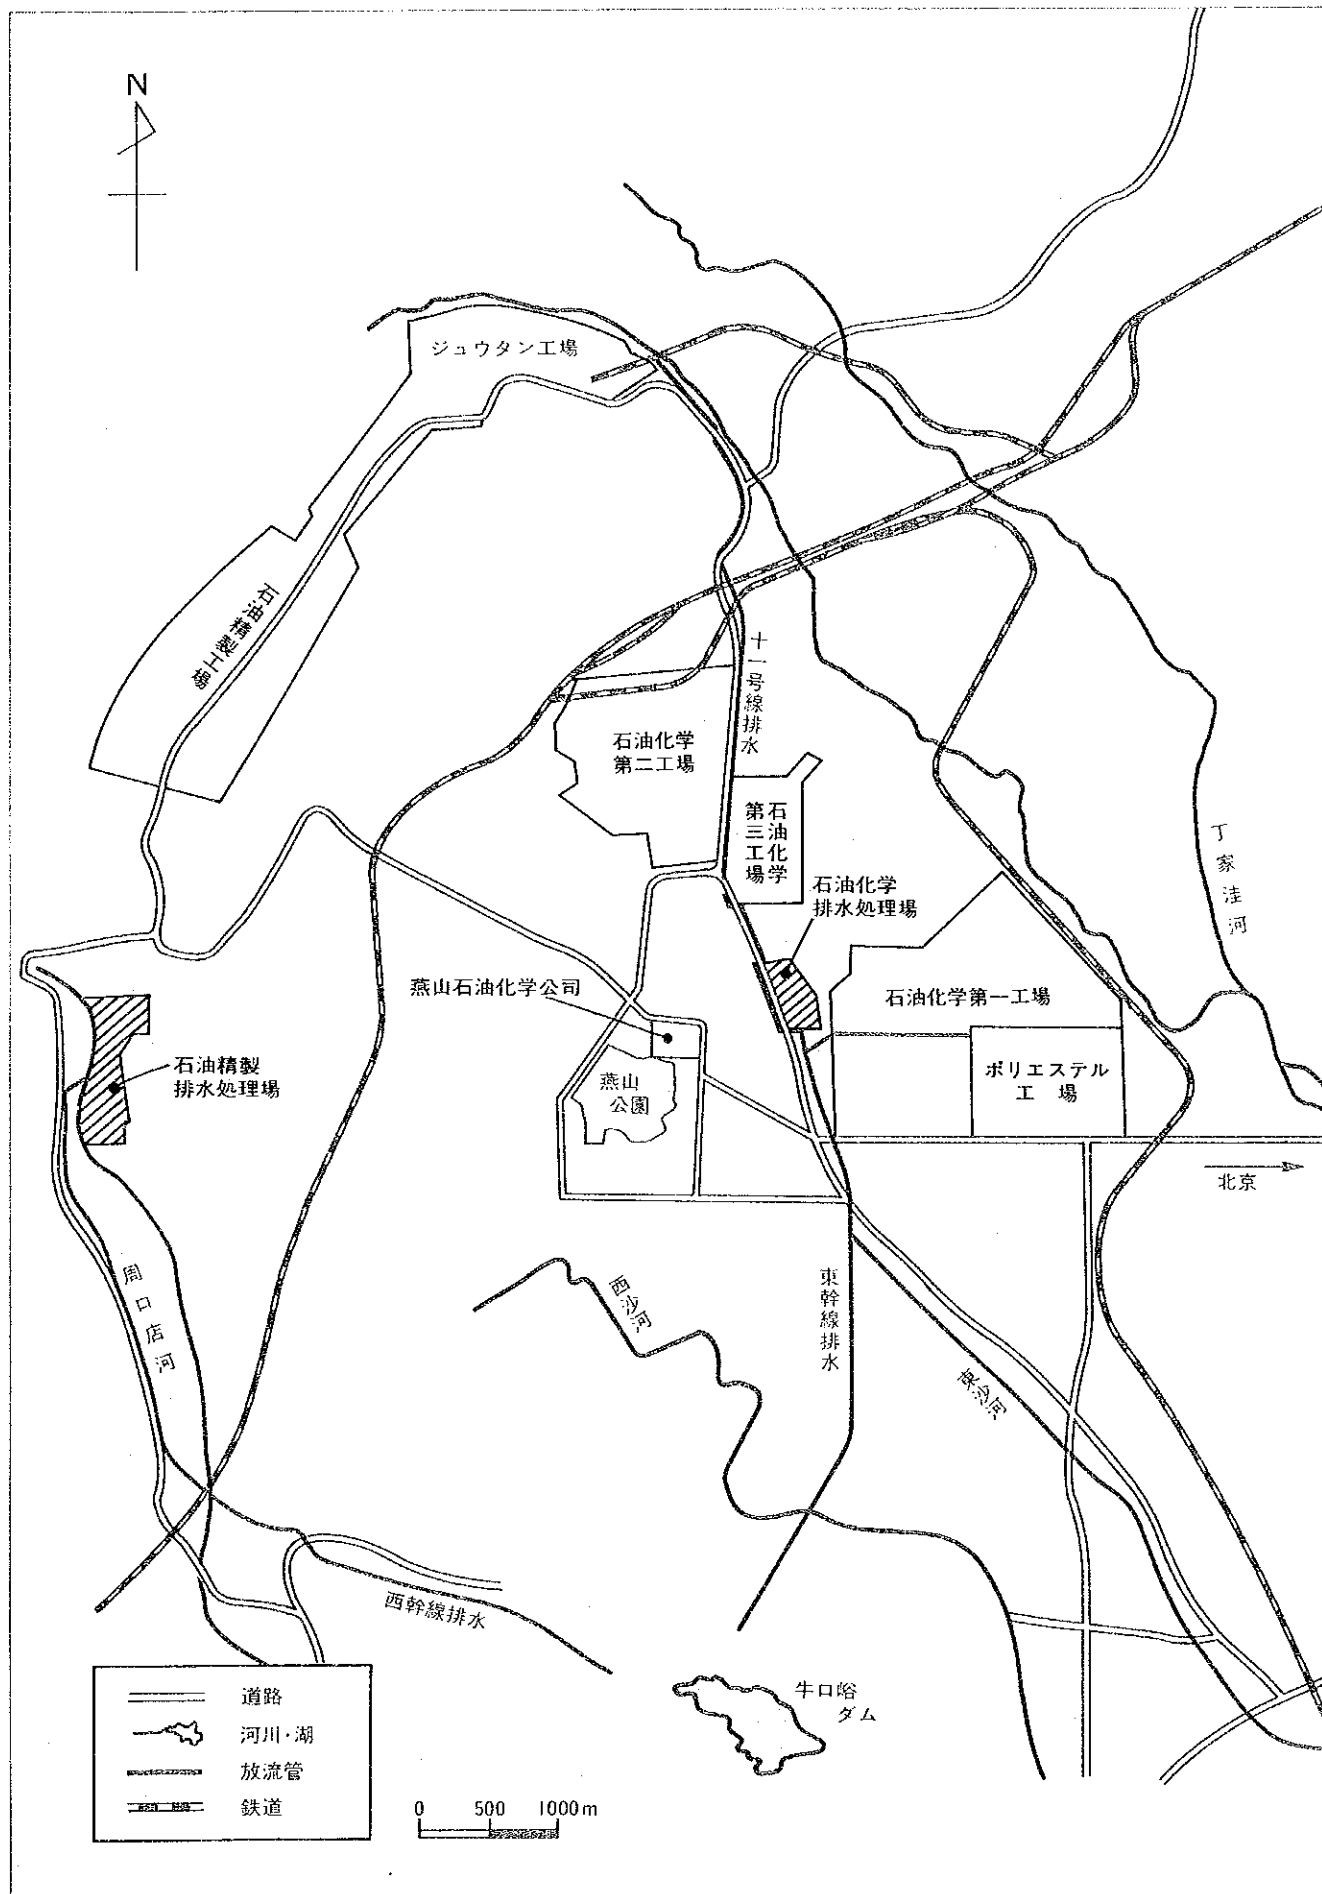 N
ジュウタン工場
石油精製工場
十一号線排水
石油化学
第二工場
石油化学
第三工場
石油化学
排水処理場
丁家洼河
燕山石油化学公司
石油化学第一工場
石油精製
排水処理場
燕山
公園
ポリエステル
工場
北京
周口店河
西沙河
東幹線排水
東沙河
西幹線排水
牛口峪
ダム
道路
河川・湖
放流管
鉄道
0 500 1000m